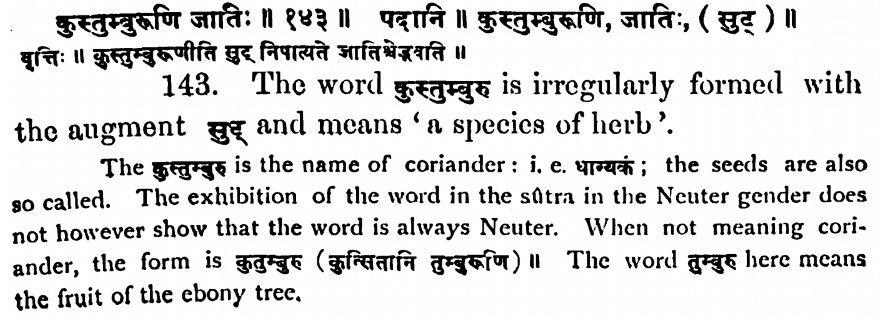 कुस्तुम्बुरूणि जातिः ॥ १४३ ॥ पदानि ॥ कुस्तुम्बुरूणि, जातिः, ( सुट् ) ॥
वृत्तिः ॥ कुस्तुम्बुरूणीति सुट् निपात्यते जातिश्चेद्भवति ॥
143. The word कुस्तुम्बुरु is irregularly formed with
the augment सुट् and means ‘a species of herb’.
The कुस्तुम्बुरु is the name of coriander : i. e. धाग्यकं ; the seeds are also
so called. The exhibition of the word in the sûtra in the Neuter gender does
not however show that the word is always Neuter. When not meaning cori-
ander, the form is कुतुम्बुरु (कुत्सितानि तुम्बुरूणि) ॥ The word तुम्बुरु here means
the fruit of the ebony tree.